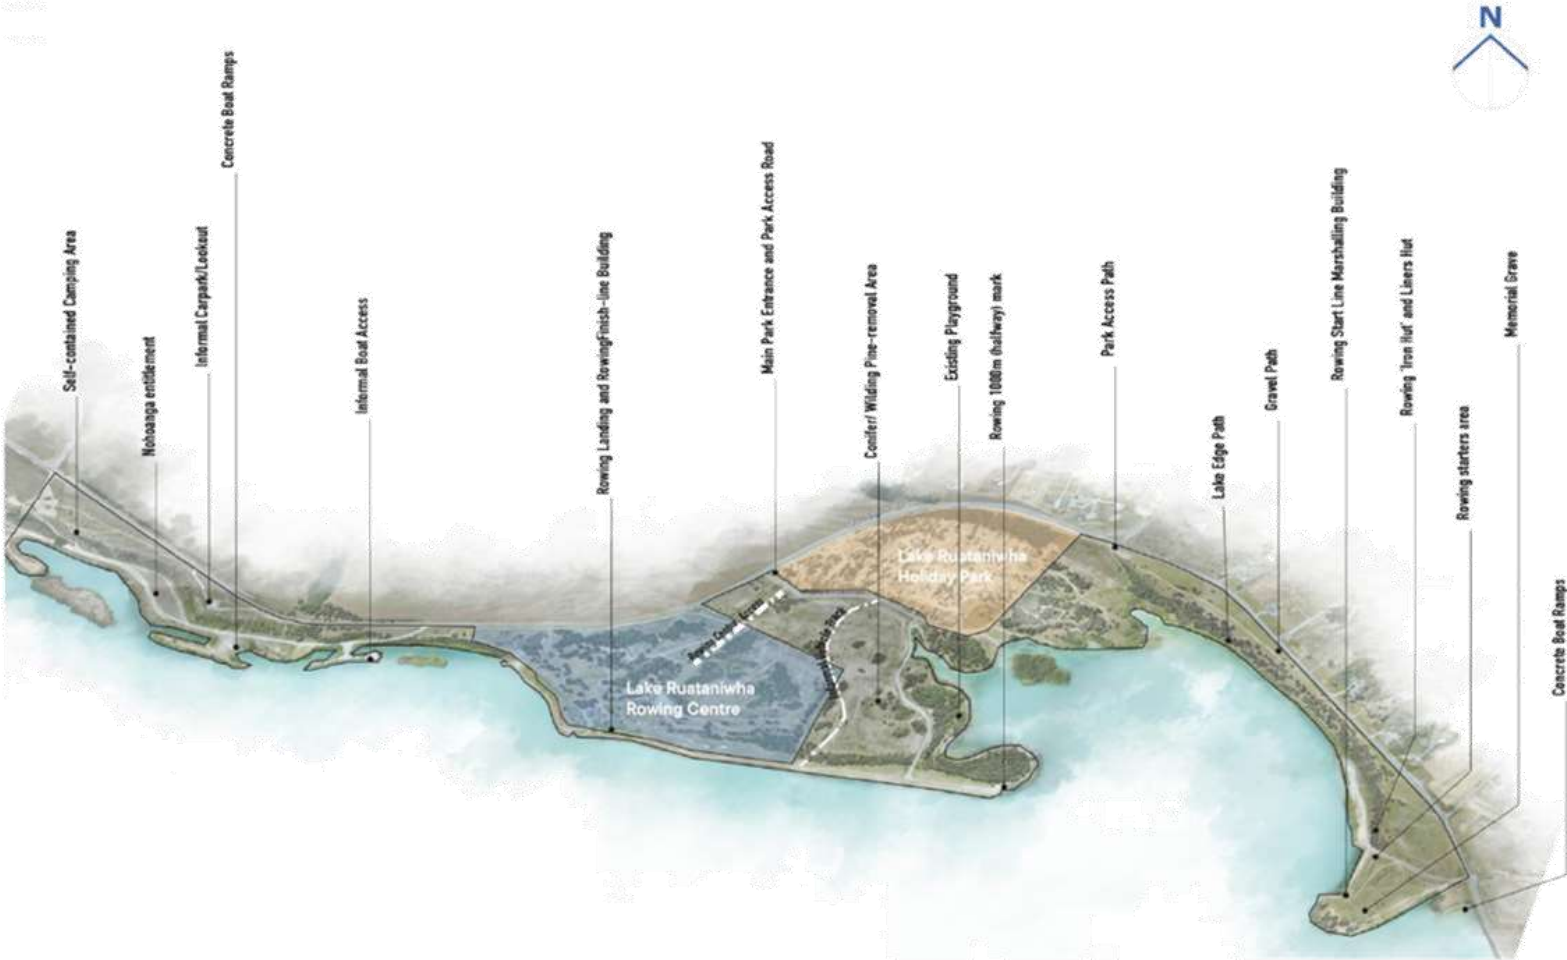 N
Self-contained Camping Area
Nohoanga entitlement
Informal Carpark/Lookout
Concrete Boat Ramps
Informal Boat Access
Rowing Landing and RowingFinish-line Building
Main Park Entrance and Park Access Road
Conifer/ Wilding Pine-removal Area
Existing Playground
Rowing 1000m (halfway) mark
Park Access Path
Lake Edge Path
Gravel Path
Rowing Start Line Marshalling Building
Rowing 'Iron Hut' and Liners Hut
Rowing starters area
Memorial Grave
Concrete Boat Ramps
Lake Ruataniwha
Holiday Park
Lake Ruataniwha
Rowing Centre